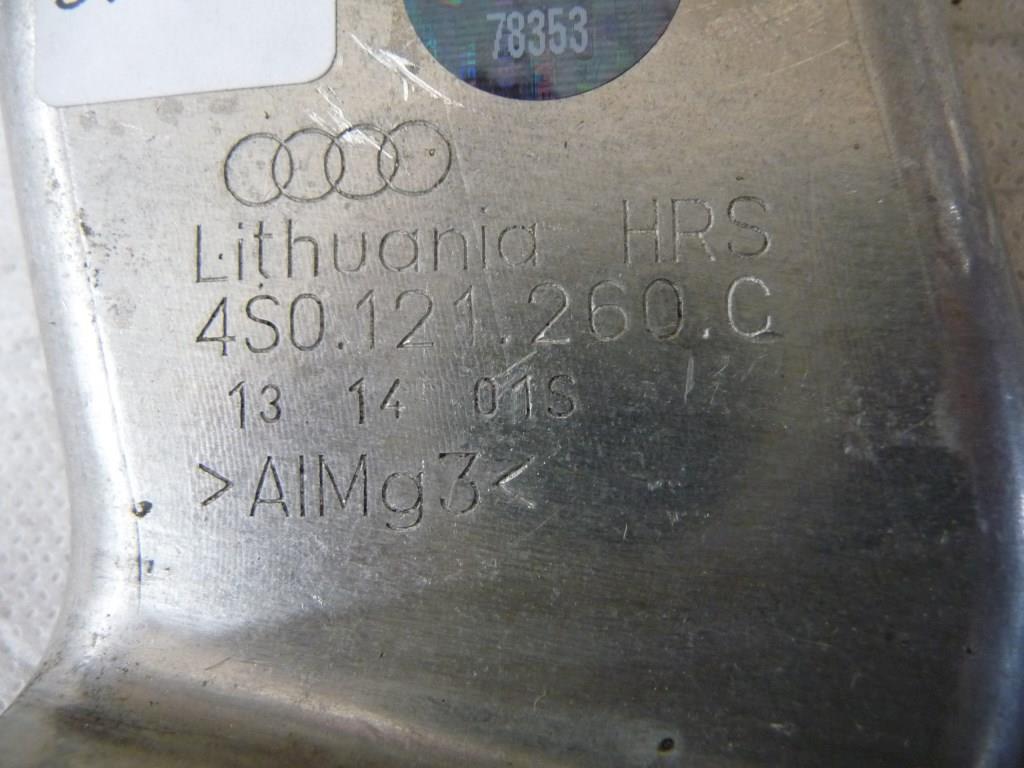 78353
Lithuania HRS
4S0.121.260.C
13 14 01S
>AlMg3<